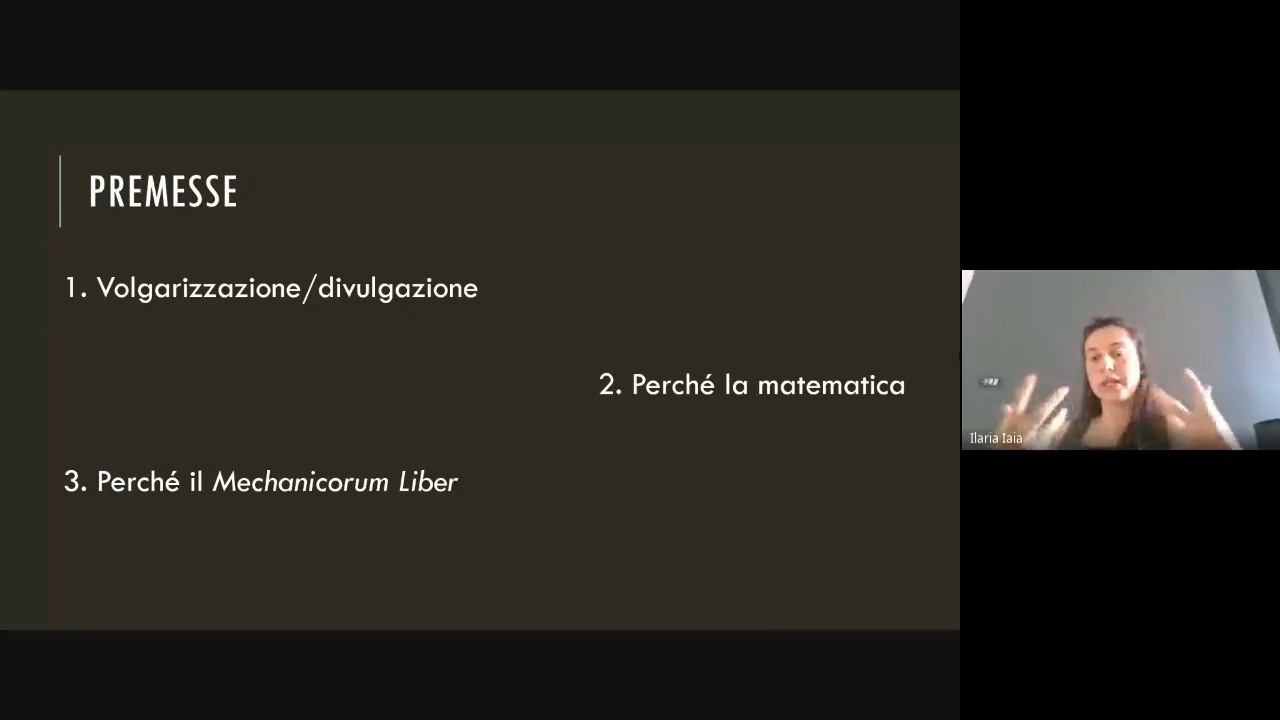 PREMESSE
1. Volgarizzazione/divulgazione
2. Perché la matematica
3. Perché il Mechanicorum Liber
Ilaria Iaia